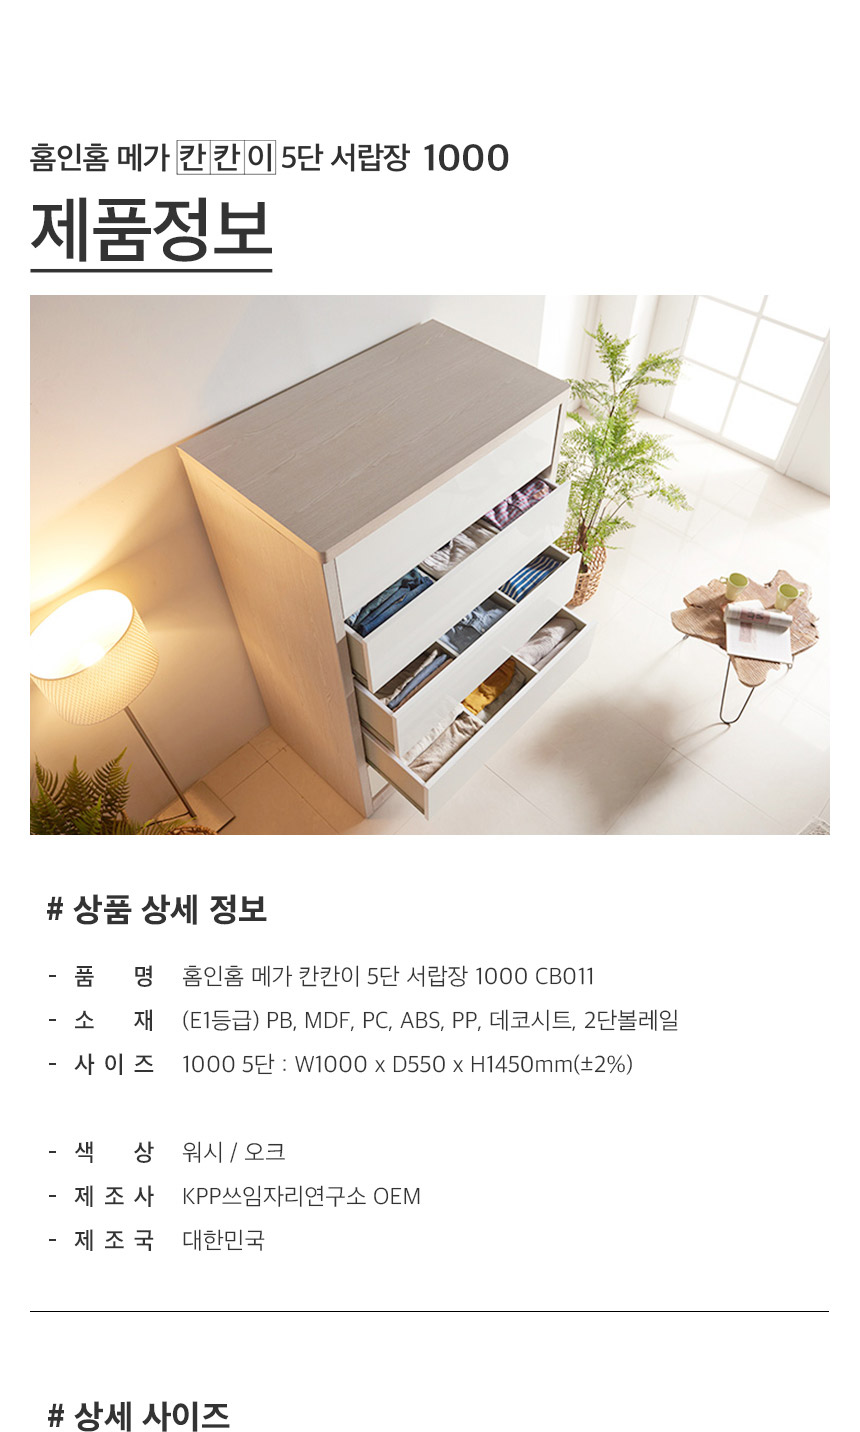 홈인홈 메가 칸칸이 5단 서랍장 1000
제품정보
# 상품 상세 정보
- 품 명 홈인홈 메가 칸칸이 5단 서랍장 1000 CB011
- 소 재 (E1등급) PB, MDF, PC, ABS, PP, 데코시트, 2단볼레일
- 사 이 즈 1000 5단 : W1000 x D550 x H1450mm(±2%)
- 색 상 워시 / 오크
- 제 조 사 KPP쓰임자리연구소 OEM
- 제 조 국 대한민국
# 상세 사이즈